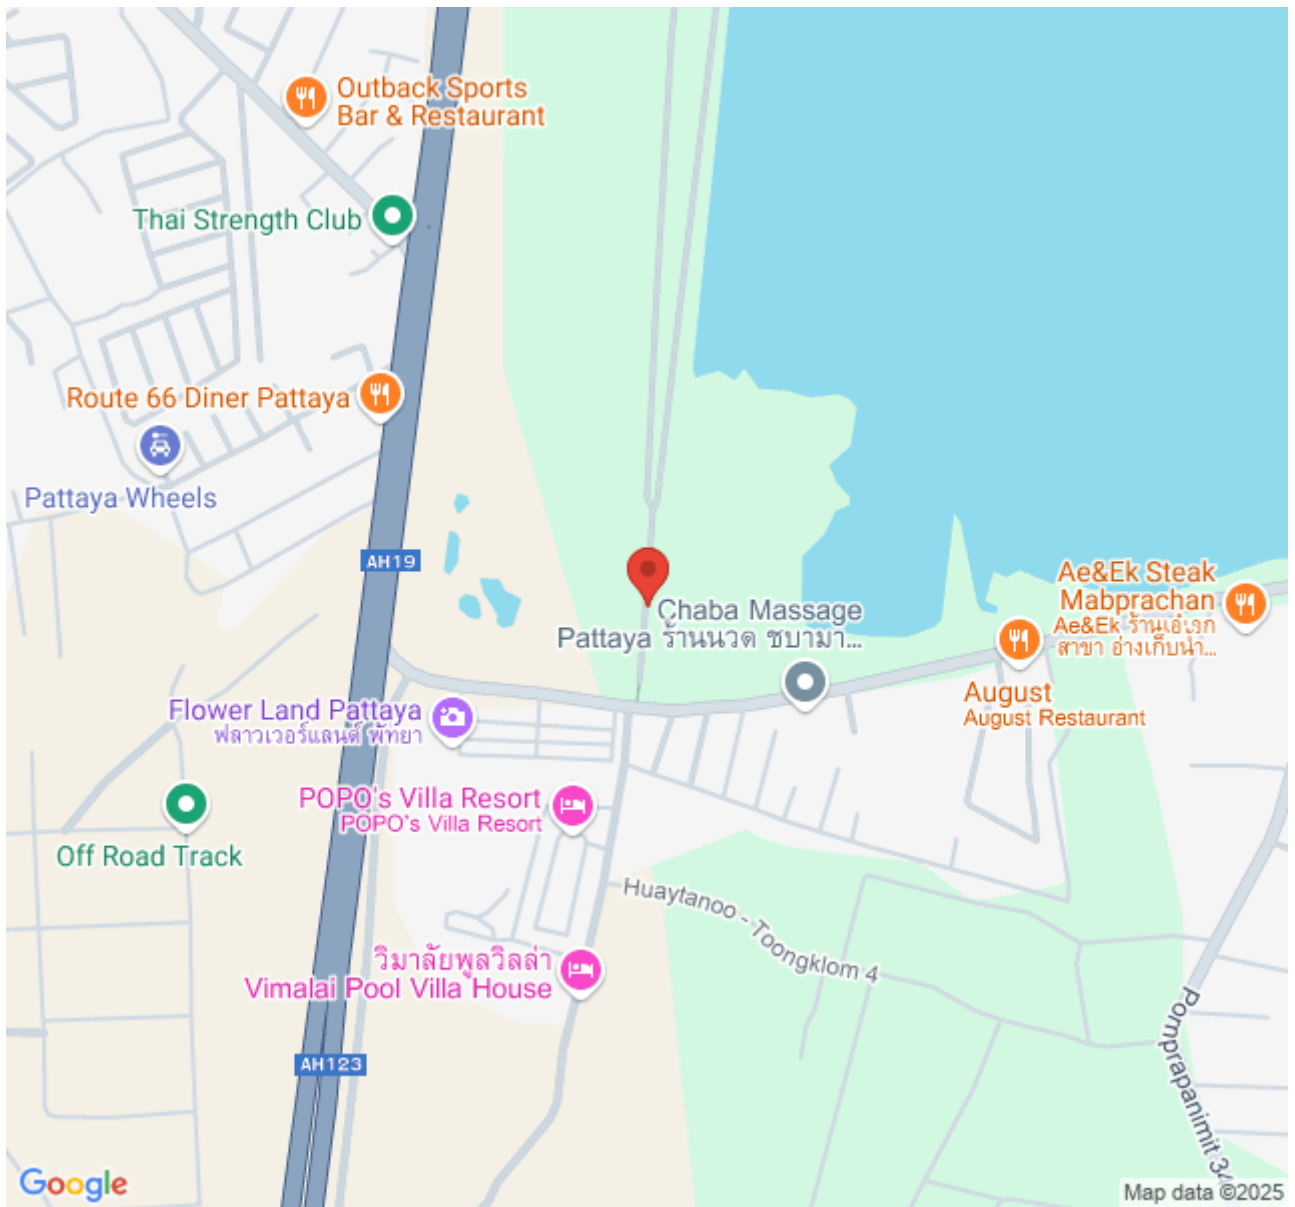 Outback Sports
Bar & Restaurant
Thai Strength Club
Route 66 Diner Pattaya
Pattaya Wheels
AH19
Ae&Ek Steak
Mabprachan
Ae&Ek ร้านเอ๋เอก
สาขา อ่างเก็บน้ำ...
Chaba Massage
Pattaya ร้านนวด ชบามา...
August
August Restaurant
Flower Land Pattaya
ฟลาวเวอร์แลนด์ พัทยา
POPO's Villa Resort
POPO's Villa Resort
Off Road Track
Huaytanoo - Toongklom 4
วิมาลัยพูลวิลล่า
Vimalai Pool Villa House
AH123
Pornprapanimit 34
Google
Map data ©2025